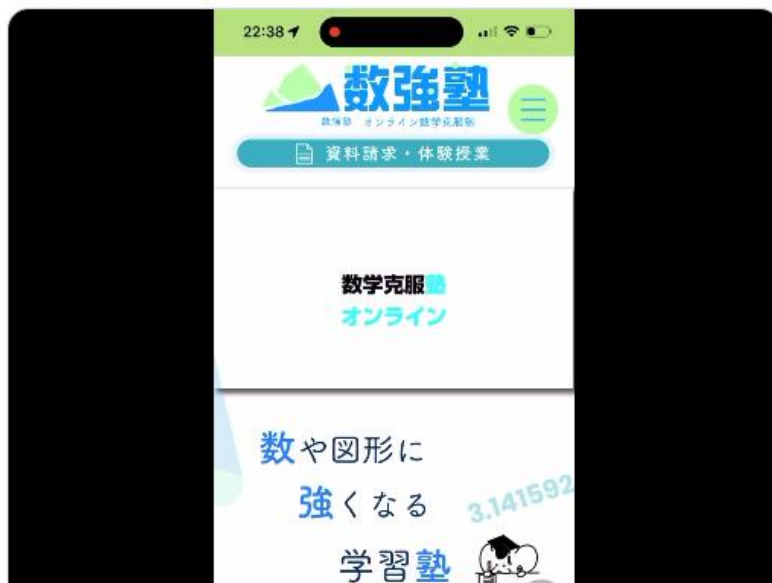 22:38
数強塾
数強塾 オンライン数学克服塾
資料請求・体験授業
数学克服塾
オンライン
数や図形に
強くなる
学習塾
3.141592